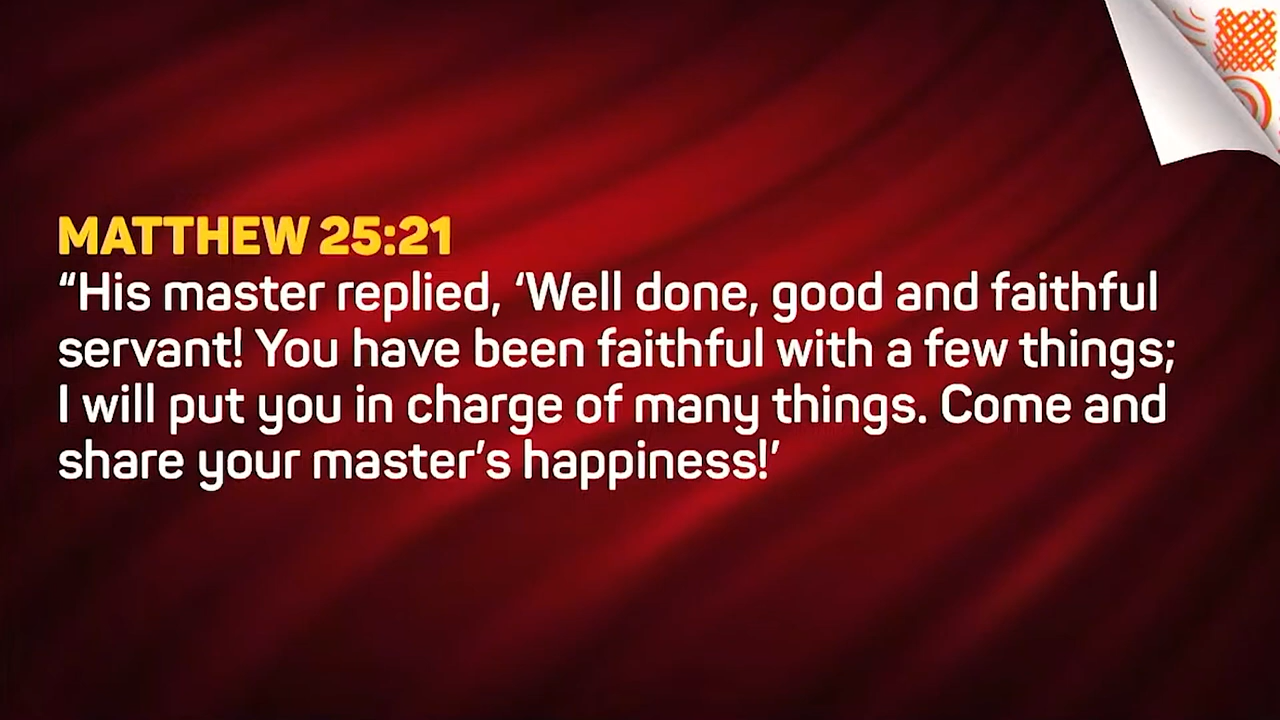 MATTHEW 25:21
“His master replied, ‘Well done, good and faithful
servant! You have been faithful with a few things;
I will put you in charge of many things. Come and
share your master’s happiness!’